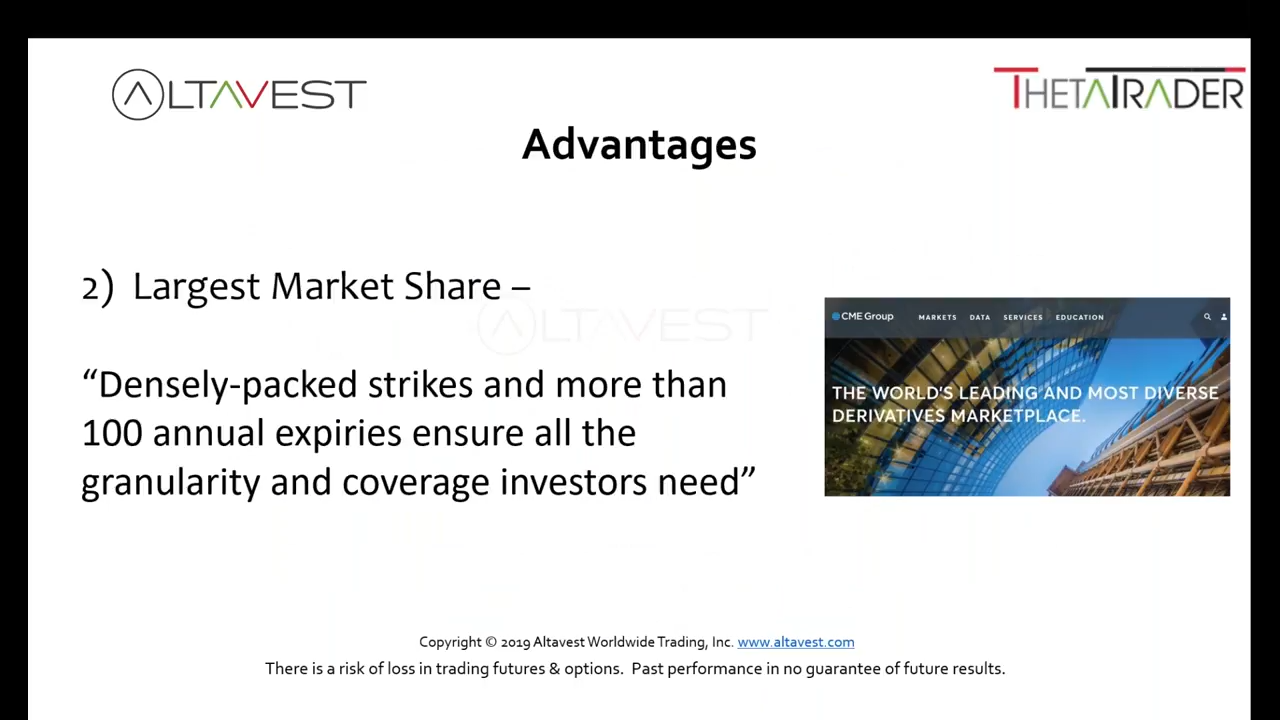 ALTAVEST
THETATRADER
Advantages
2) Largest Market Share –
ALTAVEST
“Densely-packed strikes and more than
100 annual expiries ensure all the
granularity and coverage investors need”
CME Group MARKETS DATA SERVICES EDUCATION
THE WORLD'S LEADING AND MOST DIVERSE
DERIVATIVES MARKETPLACE.
Copyright © 2019 Altavest Worldwide Trading, Inc. www.altavest.com
There is a risk of loss in trading futures & options. Past performance in no guarantee of future results.